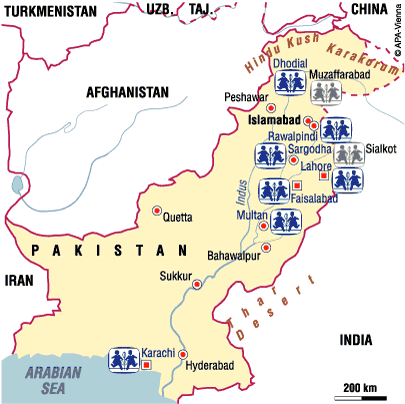 TURKMENISTAN
UZB.
TAJ.
CHINA
© APA-Vienna
Hindu Kush
Karakorum
Dhodial
Muzaffarabad
AFGHANISTAN
Peshawar
Islamabad
Rawalpindi
Sargodha
Sialkot
Lahore
Indus
Faisalabad
Quetta
Multan
PAKISTAN
Bahawalpur
IRAN
Sukkur
Thar
Desert
INDIA
Karachi
Hyderabad
ARABIAN
SEA
200 km